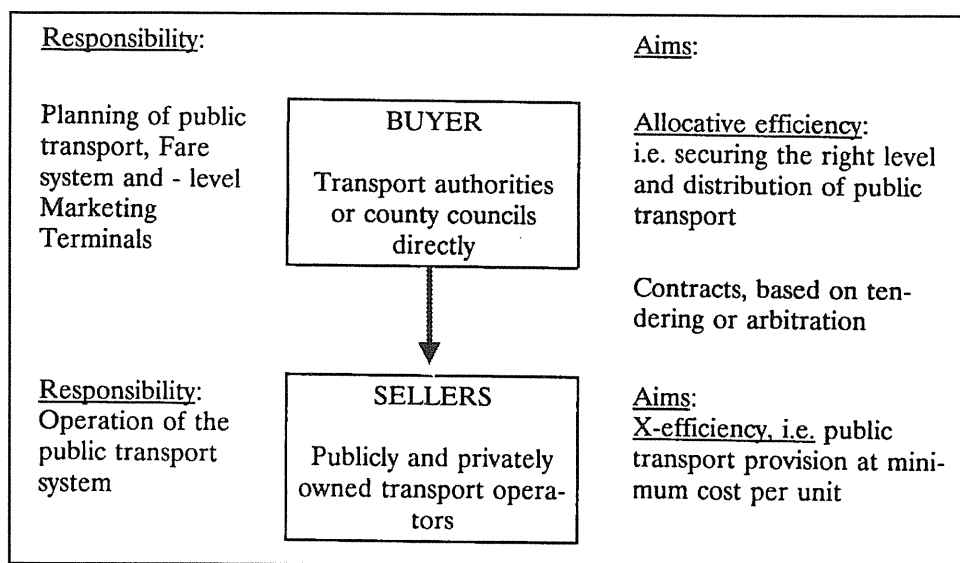 Responsibility:
Planning of public
transport, Fare
system and - level
Marketing
Terminals
BUYER
Transport authorities
or county councils
directly
Aims:
Allocative efficiency:
i.e. securing the right level
and distribution of public
transport
Contracts, based on ten-
dering or arbitration
Responsibility:
Operation of the
public transport
system
SELLERS
Publicly and privately
owned transport opera-
tors
Aims:
X-efficiency, i.e. public
transport provision at mini-
mum cost per unit